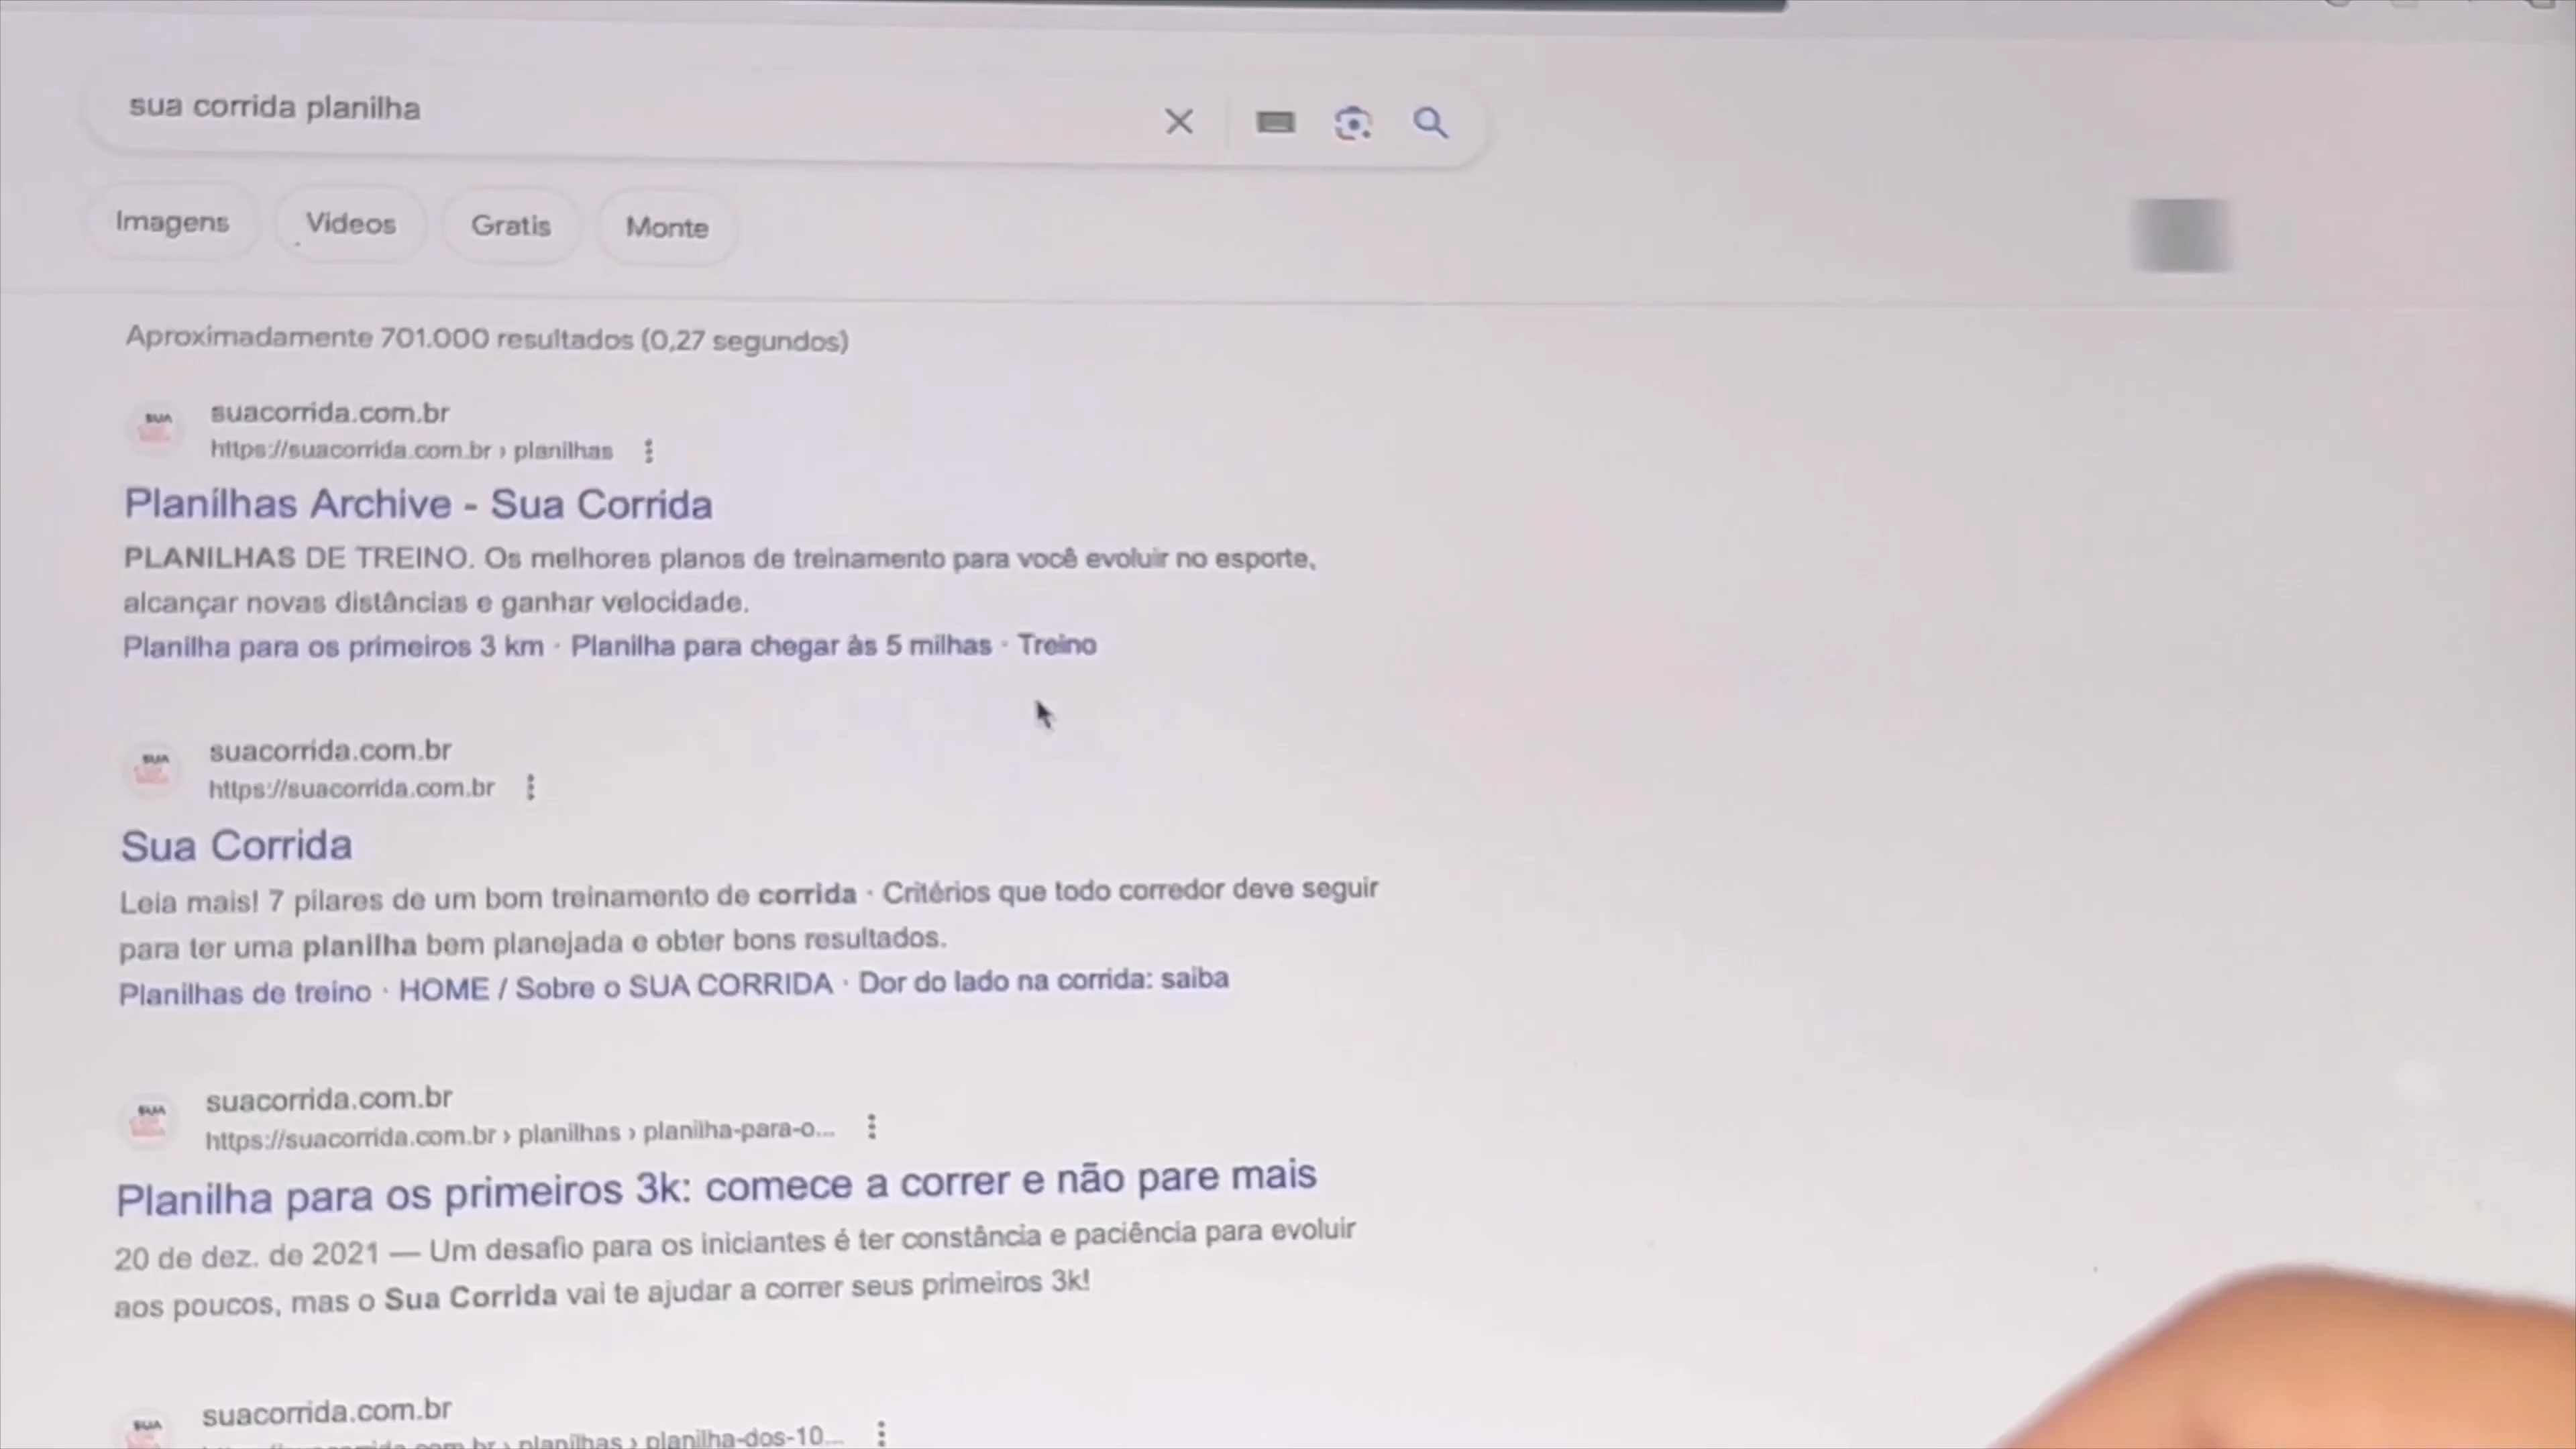 sua corrida planilha
Imagens Vídeos Gratis Monte
Aproximadamente 701.000 resultados (0,27 segundos)
SUA
suacorrida.com.br
https://suacorrida.com.br › planilhas
Planilhas Archive - Sua Corrida
PLANILHAS DE TREINO. Os melhores planos de treinamento para você evoluir no esporte,
alcançar novas distâncias e ganhar velocidade.
Planilha para os primeiros 3 km · Planilha para chegar às 5 milhas · Treino
SUA
suacorrida.com.br
https://suacorrida.com.br
Sua Corrida
Leia mais! 7 pilares de um bom treinamento de corrida · Critérios que todo corredor deve seguir
para ter uma planilha bem planejada e obter bons resultados.
Planilhas de treino · HOME / Sobre o SUA CORRIDA · Dor do lado na corrida: saiba
SUA
suacorrida.com.br
https://suacorrida.com.br › planilhas › planilha-para-o...
Planilha para os primeiros 3k: comece a correr e não pare mais
20 de dez. de 2021 — Um desafio para os iniciantes é ter constância e paciência para evoluir
aos poucos, mas o Sua Corrida vai te ajudar a correr seus primeiros 3k!
SUA
suacorrida.com.br
› planilhas › planilha-dos-10...